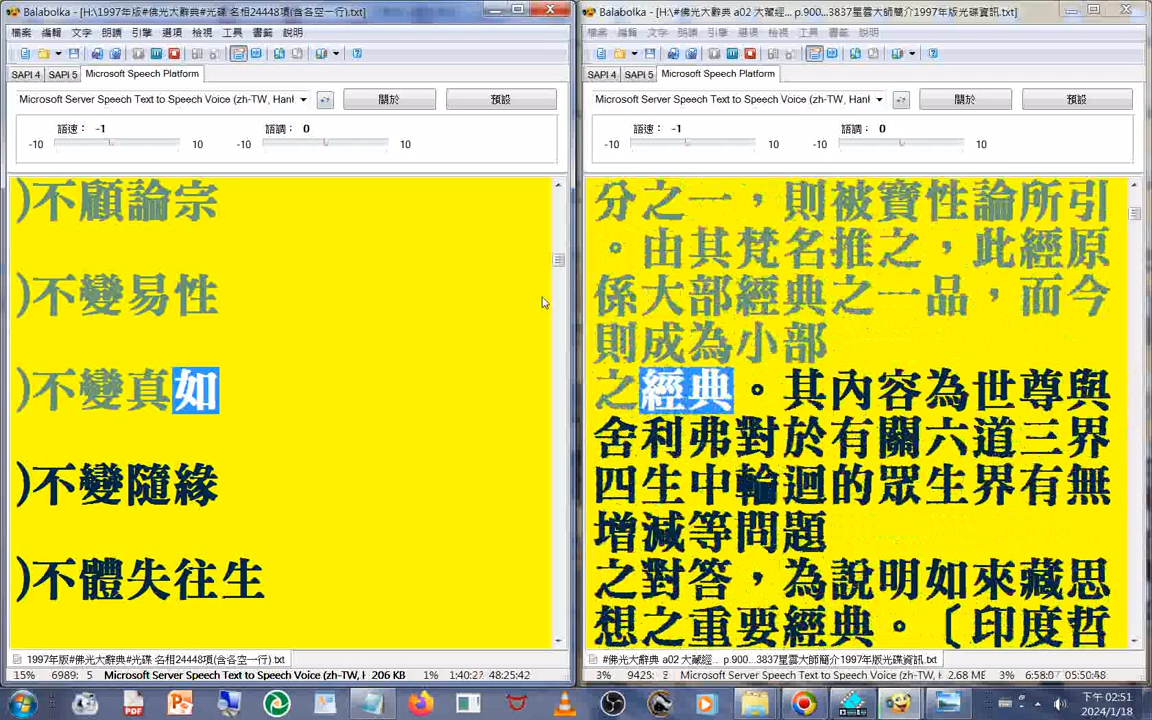 Balabolka - [H:\1997年版#佛光大辭典#光碟 名相24448項(含各空一行).txt]
檔案 編輯 文字 朗讀 引擎 選項 檢視 工具 書籤 說明
SAPI 4 SAPI 5 Microsoft Speech Platform
Microsoft Server Speech Text to Speech Voice (zh-TW, Hanl
關於 預設
語速： -1 語調： 0
-10 10 -10 10
)不顧論宗
)不變易性
)不變真如
)不變隨緣
)不體失往生
1997年版#佛光大辭典#光碟 名相24448項(含各空一行).txt
15% 6989: 5 Microsoft Server Speech Text to Speech Voice (zh-TW, H 206 KB 1% 1:40:27 48:25:42
Balabolka - [H:\#佛光大辭典 a02 大藏經... p.900...3837星雲大師簡介1997年版光碟資訊.txt]
檔案 編輯 文字 朗讀 引擎 選項 檢視 工具 書籤 說明
SAPI 4 SAPI 5 Microsoft Speech Platform
Microsoft Server Speech Text to Speech Voice (zh-TW, Hanl
關於 預設
語速： -1 語調： 0
-10 10 -10 10
分之一，則被寶性論所引
。由其梵名推之，此經原
係大部經典之一品，而今
則成為小部
之經典。其內容為世尊與
舍利弗對於有關六道三界
四生中輪迴的眾生界有無
增減等問題
之對答，為說明如來藏思
想之重要經典。〔印度哲
#佛光大辭典 a02 大藏經... p.900...3837星雲大師簡介1997年版光碟資訊.txt
3% 9425: Microsoft Server Speech Text to Speech Voice (zh-TW, H 2.68 ME 3% 6:58:0 05:50:58
下午 02:51
2024/1/18